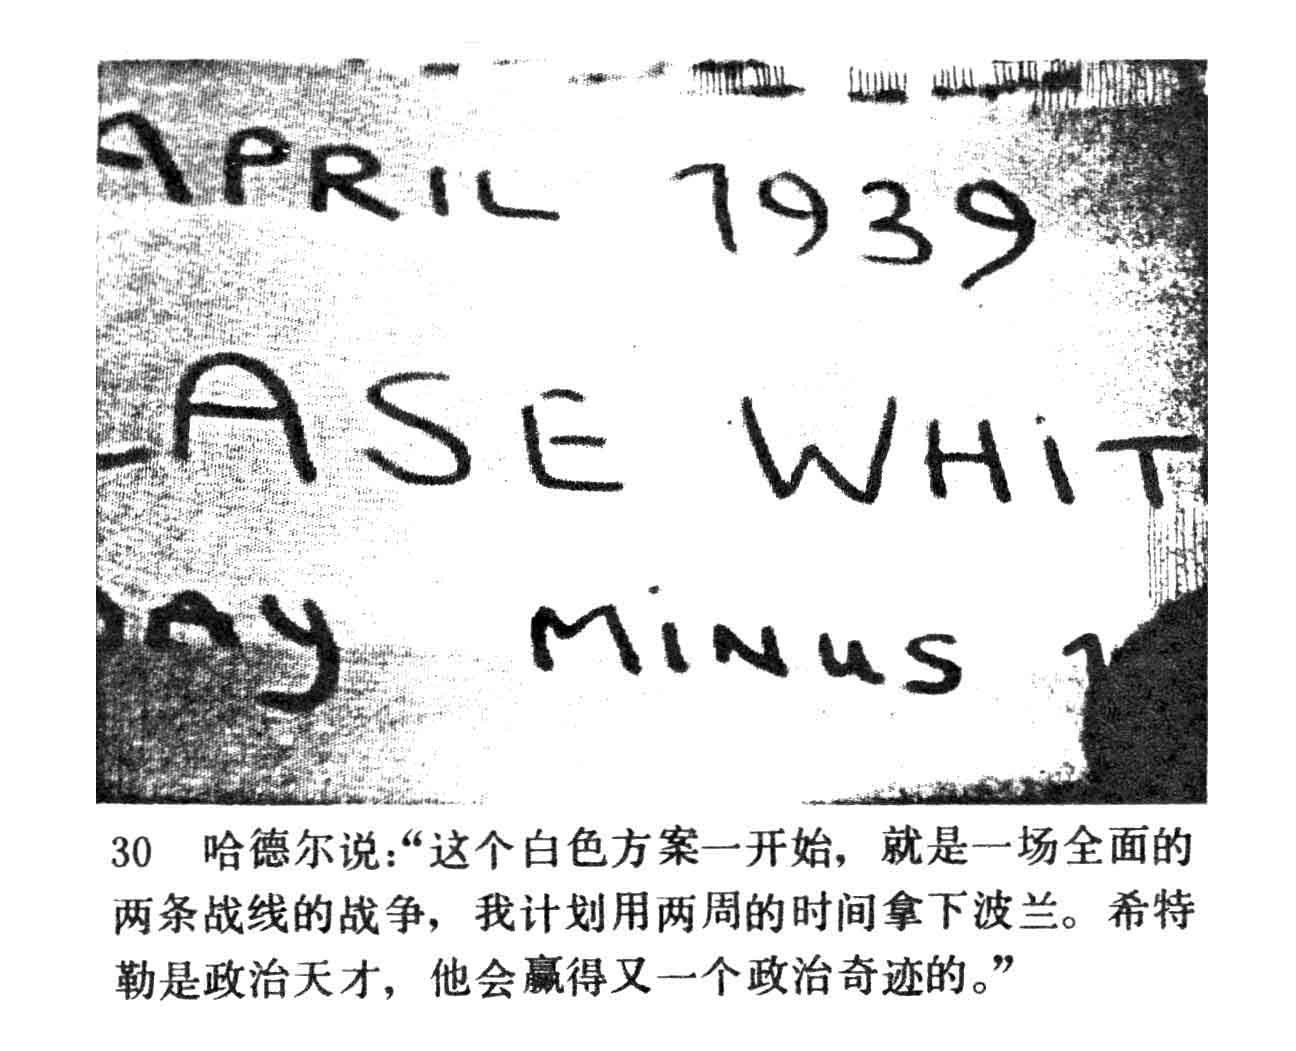 APRIL 1939
CASE WHIT
DAY MINUS 1
30 哈德尔说：“这个白色方案一开始，就是一场全面的
两条战线的战争，我计划用两周的时间拿下波兰。希特
勒是政治天才，他会赢得又一个政治奇迹的。”